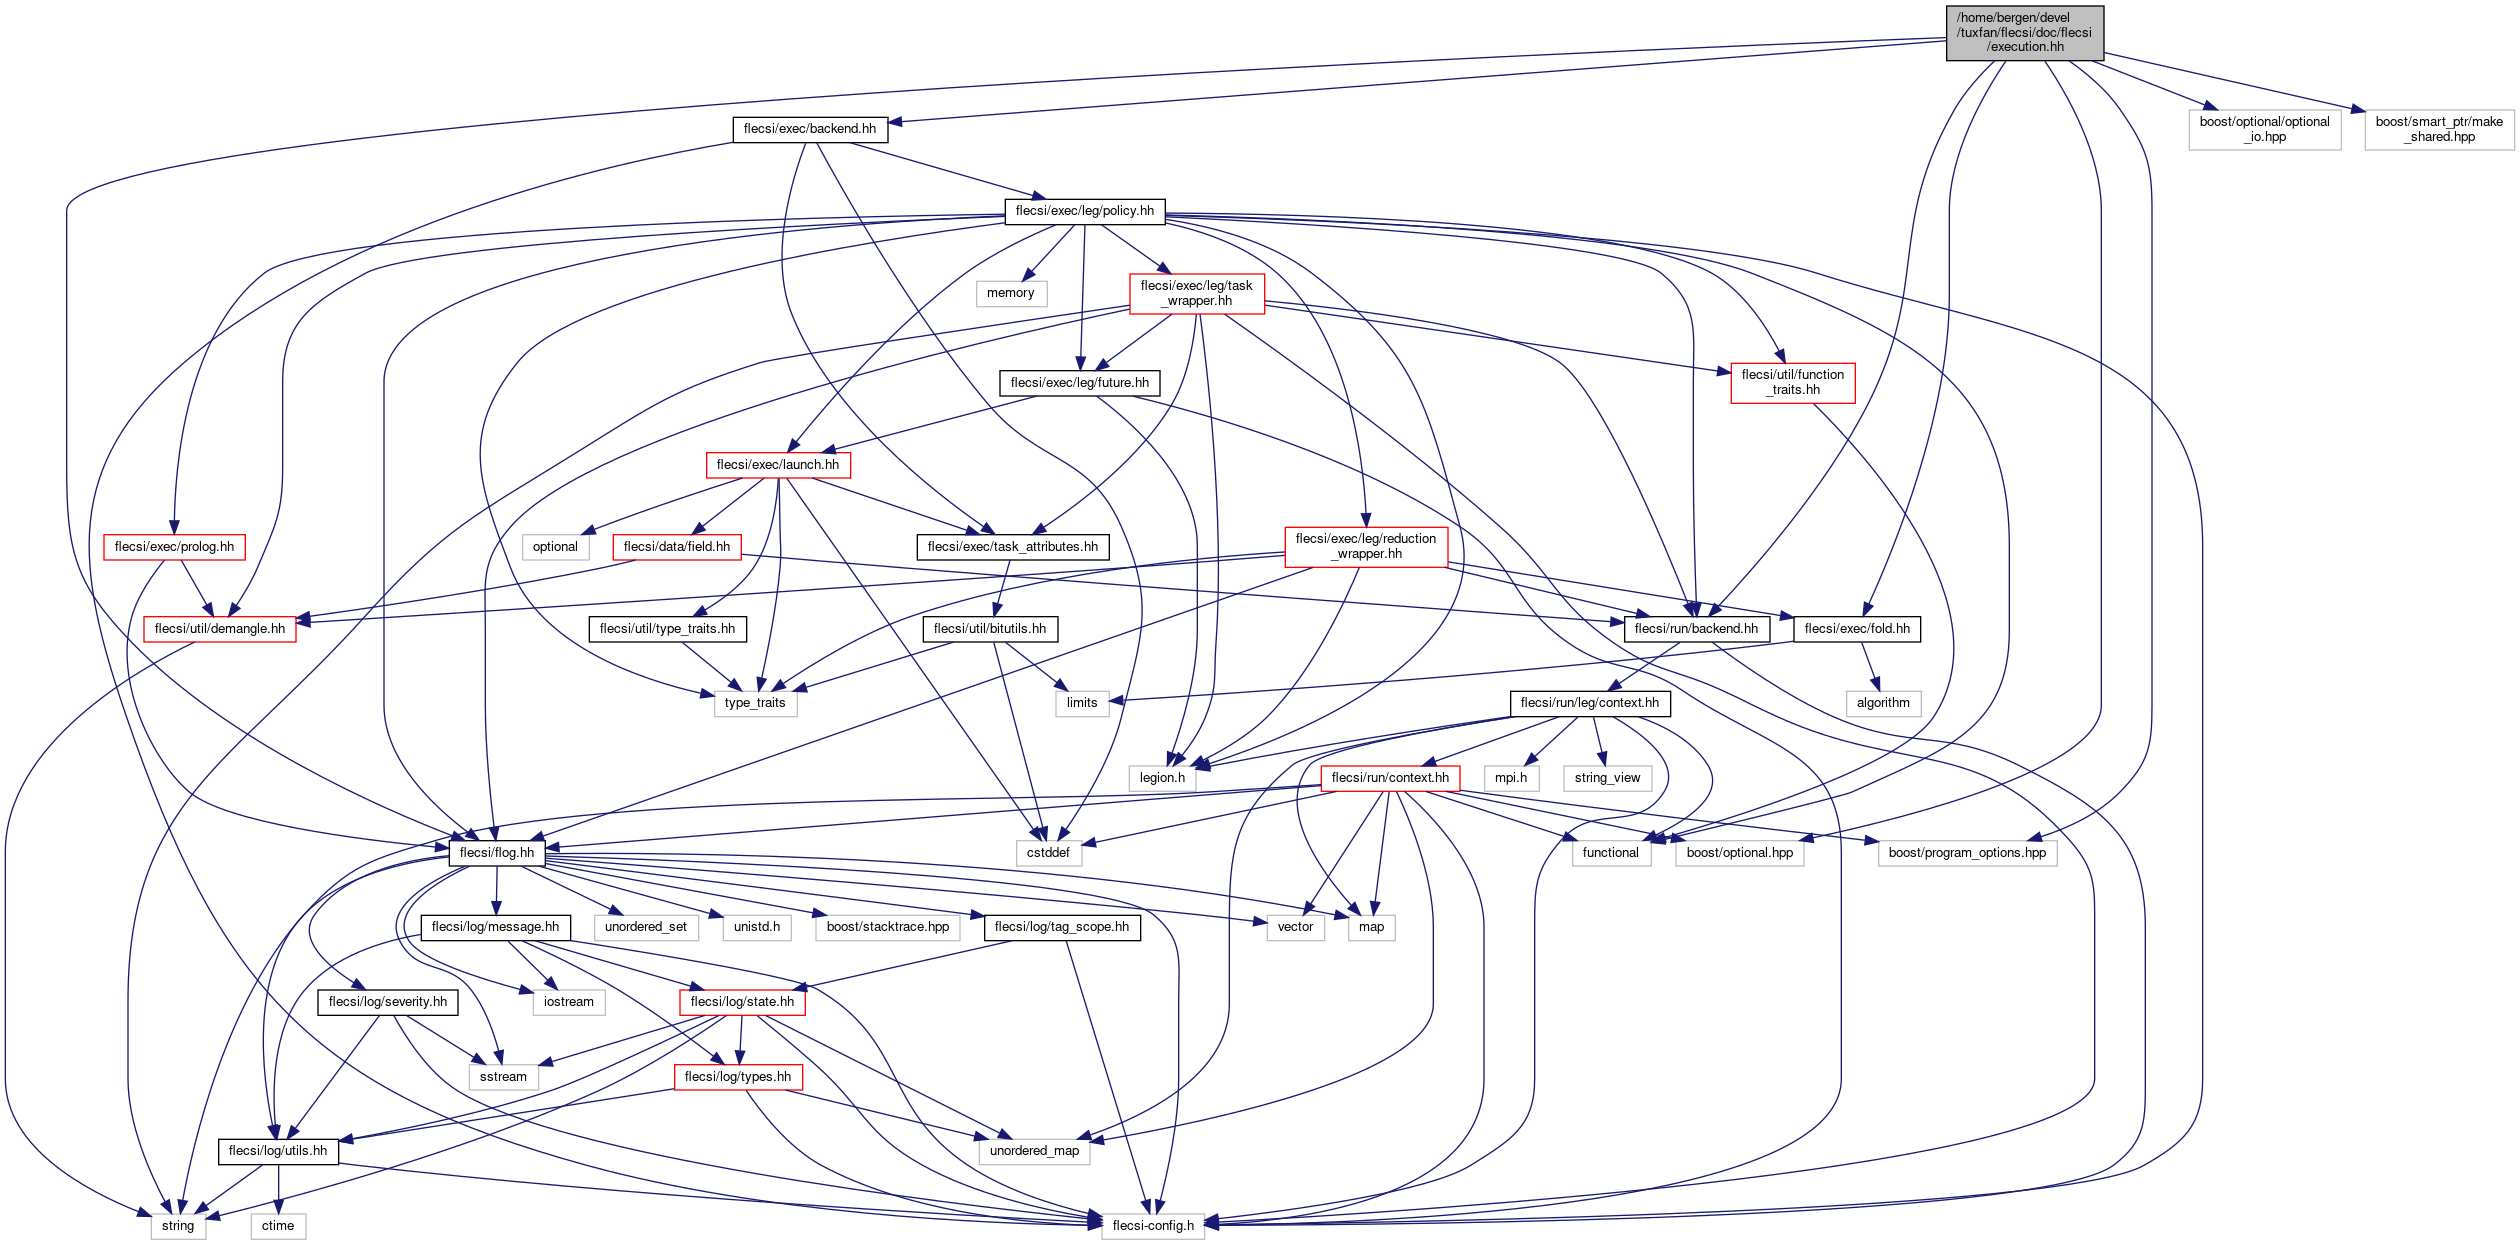 /home/bergen/devel
/tuxfan/flecsi/doc/flecsi
/execution.hh
flecsi/exec/backend.hh
boost/optional/optional
_io.hpp
boost/smart_ptr/make
_shared.hpp
flecsi/exec/leg/policy.hh
memory
flecsi/exec/leg/task
_wrapper.hh
flecsi/exec/leg/future.hh
flecsi/util/function
_traits.hh
flecsi/exec/launch.hh
flecsi/exec/prolog.hh
optional
flecsi/data/field.hh
flecsi/exec/task_attributes.hh
flecsi/exec/leg/reduction
_wrapper.hh
flecsi/util/demangle.hh
flecsi/util/type_traits.hh
flecsi/util/bitutils.hh
flecsi/run/backend.hh
flecsi/exec/fold.hh
type_traits
limits
flecsi/run/leg/context.hh
algorithm
legion.h
flecsi/run/context.hh
mpi.h
string_view
flecsi/flog.hh
cstddef
functional
boost/optional.hpp
boost/program_options.hpp
flecsi/log/message.hh
unordered_set
unistd.h
boost/stacktrace.hpp
flecsi/log/tag_scope.hh
vector
map
flecsi/log/severity.hh
iostream
flecsi/log/state.hh
sstream
flecsi/log/types.hh
flecsi/log/utils.hh
unordered_map
string
ctime
flecsi-config.h